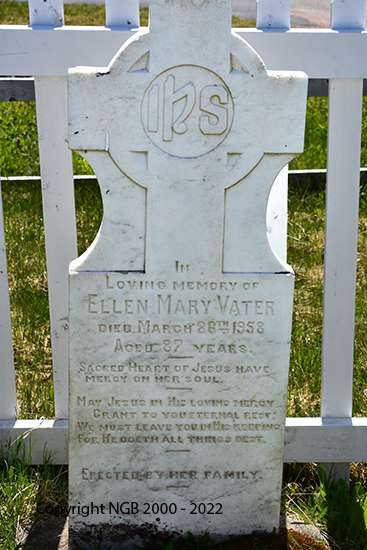 IHS
In
Loving memory of
Ellen Mary Vater
died March 26th 1958
Aged 87 years.
Sacred Heart of Jesus have
mercy on her soul.
May Jesus in His loving mercy
Grant to you eternal rest;
We must leave you in His keeping
For He doeth all things best.
Erected by her family.
Copyright NGB 2000 - 2022